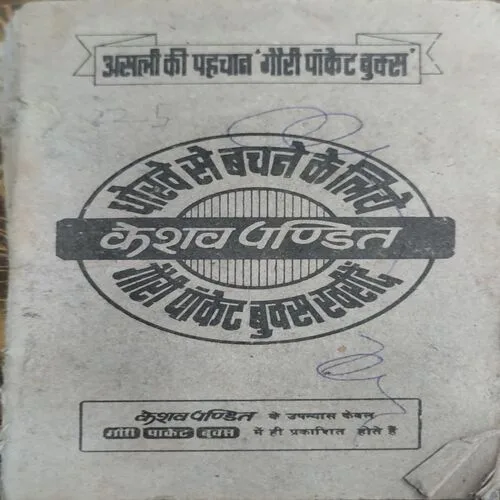 असली की पहचान 'गौरी पॉकेट बुक्स'
धोखे से बचने के लिये
केशव पण्डित
गौरी पॉकेट बुक्स खरीदें
केशव पण्डित के उपन्यास केवल
गौरी पाकेट बुक्स में ही प्रकाशित होते हैं